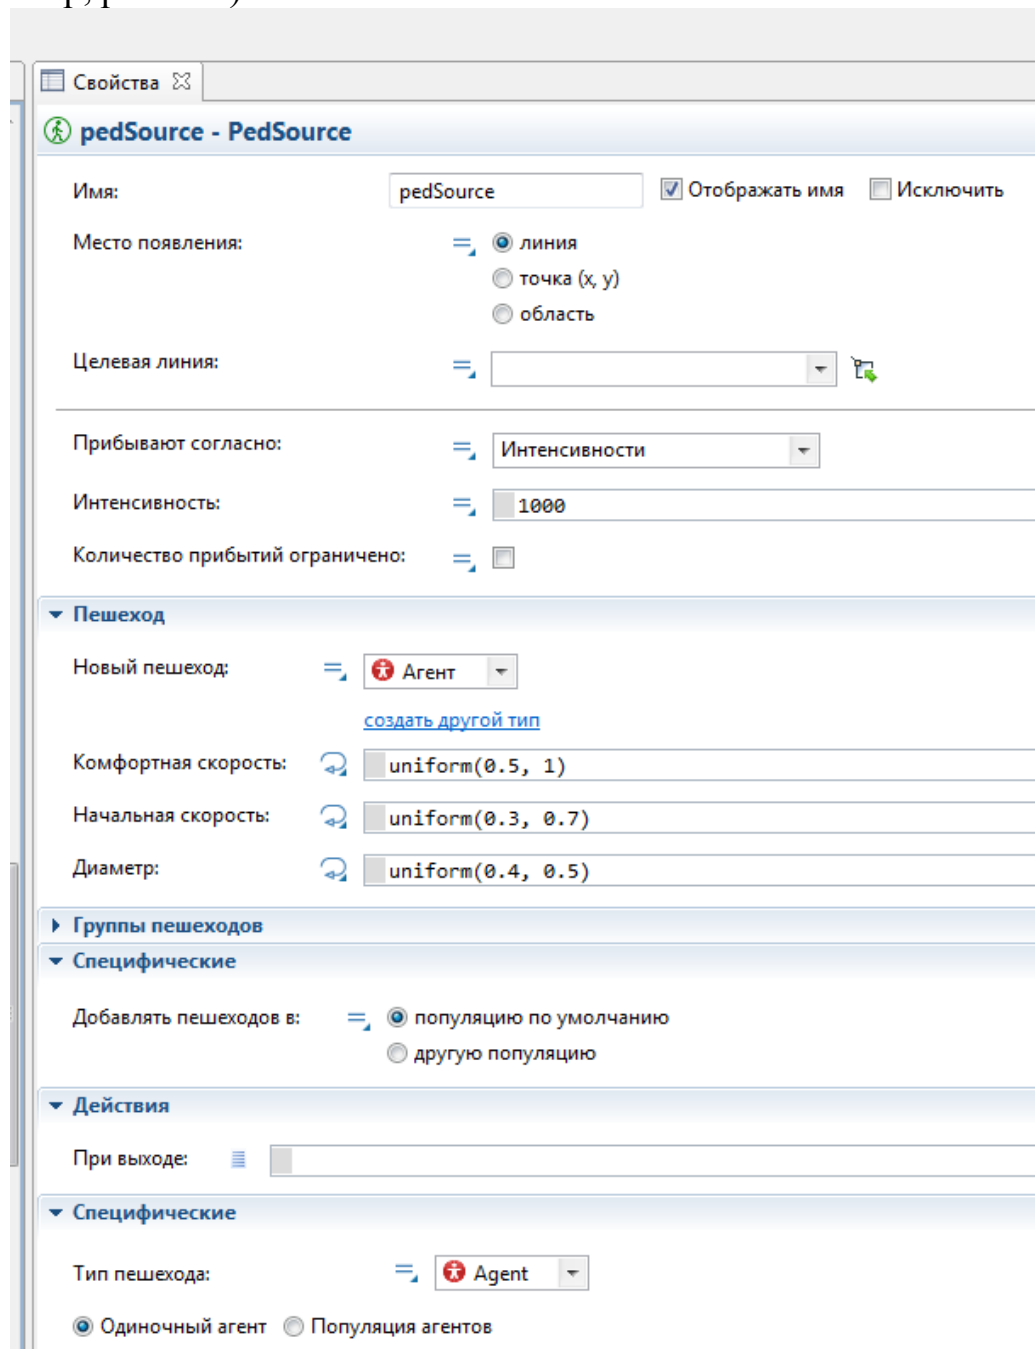 Свойства
pedSource - PedSource
Имя: pedSource Отображать имя Исключить
Место появления: линия
точка (x, y)
область
Целевая линия:
Прибывают согласно: Интенсивности
Интенсивность: 1000
Количество прибытий ограничено:
Пешеход
Новый пешеход: Агент
создать другой тип
Комфортная скорость: uniform(0.5, 1)
Начальная скорость: uniform(0.3, 0.7)
Диаметр: uniform(0.4, 0.5)
Группы пешеходов
Специфические
Добавлять пешеходов в: популяцию по умолчанию
другую популяцию
Действия
При выходе:
Специфические
Тип пешехода: Agent
Одиночный агент Популяция агентов